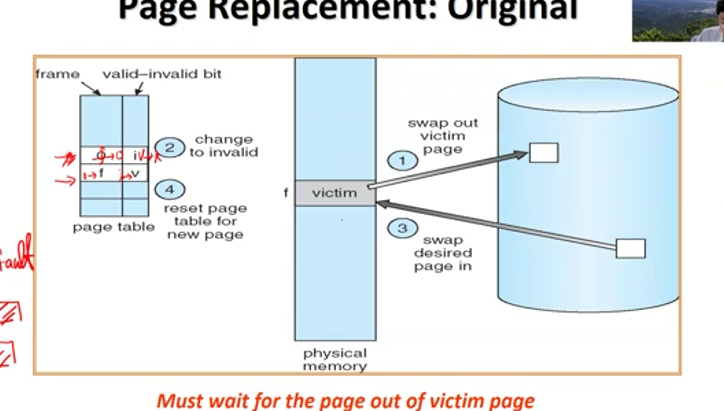 Page Replacement: Original
frame valid–invalid bit
2 change
to invalid
0 i
f v
4
reset page
table for
new page
page table
f victim
swap out
victim
page
1
3
swap
desired
page in
physical
memory
fault
Must wait for the page out of victim page